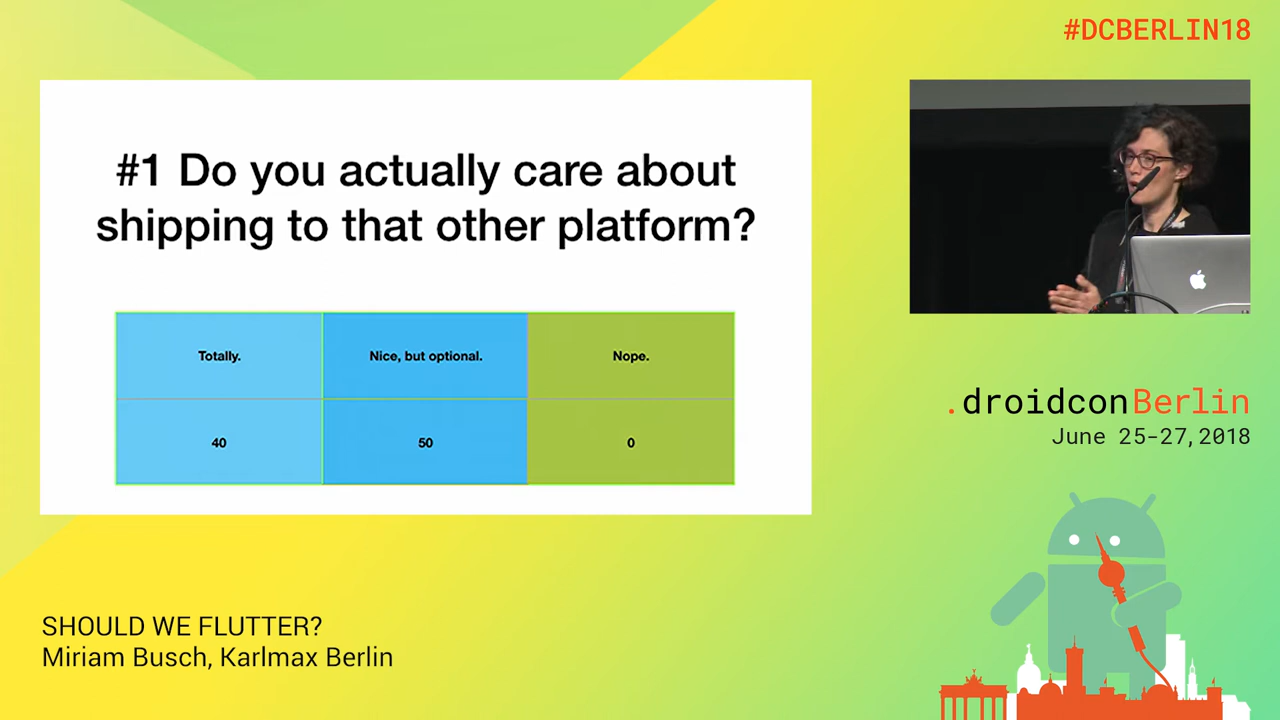 #DCBERLIN18
#1 Do you actually care about
shipping to that other platform?
Totally.
Nice, but optional.
Nope.
40
50
0
.droidconBerlin
June 25-27, 2018
SHOULD WE FLUTTER?
Miriam Busch, Karlmax Berlin